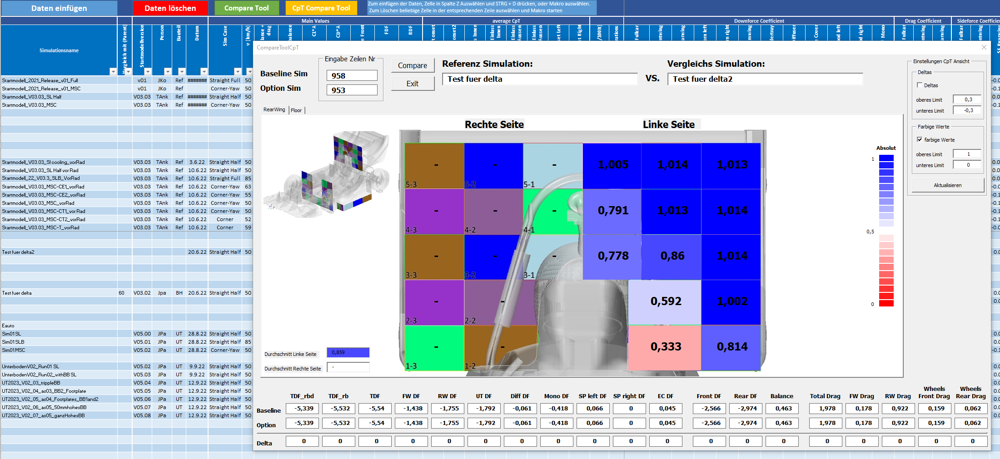 Daten einfügen
Daten löschen
Compare Tool
CpT Compare Tool
Zum einfügen der Daten, Zelle in Spalte Z Auswählen und STRG + D drücken, oder Makro auswählen.
Zum Löschen beliebige Zelle in der entsprechenden Zeile auswählen und Makro starten
Main Values
average CpT
Downforce Coefficient
Drag Coefficient
Sideforce
Simulationsname
Vergleich mit (Parent)
Startmodellversion
Person
Bauteil
Datum
Sim Case
v [km/h]
drag
CL*A
CD*A
Front
FDF
RDF
Innen
Einlass Innen
Einlass Aussen
Einlass Aussen
Left
Right
Fulkar
left
right
left
right
Mono
Fulkar
Fulkar
Startmodell_2021_Release_v01_Full v01 JKo Ref ####### Straight Full 50
Startmodell_2021_Release_v01_MSC v01 JKo Ref Corner-Yaw 50
Startmodell_V03.03_SL Half V03.03 TAnk Ref ####### Straight Half 50
Startmodell_V03.03_MSC V03.03 TAnk Ref ####### Corner-Yaw 50
Startmodell_V03.03_Sl cooling_vorRad V03.03 TAnk Ref 3.6.22 Straight Half 50
Startmodell_V03.03_SL Half vor Rad V03.03 TAnk Ref 10.6.22 Straight Half 50
Startmodell_22_V03.3_SLB_VorRad V03.03 TAnk Ref 10.6.22 Straight Full 85
Startmodell_V03.03_MSC-CE1_vorRad V03.03 TAnk Ref 10.6.22 Corner-Yaw 63
Startmodell_V03.03_MSC-CE2_vorRad V03.03 TAnk Ref 10.6.22 Corner-Yaw 55
Startmodell_V03.03_MSC_vorRad V03.03 TAnk Ref 10.6.22 Corner-Yaw 50
Startmodell_V03.03_MSC-CT1_vor Rad V03.03 TAnk Ref 10.6.22 Corner-Yaw 50
Startmodell_V03.03_MSC-CT2_vorRad V03.03 TAnk Ref 10.6.22 Corner 52
Startmodell_V03.03_MSC-T_vorRad V03.03 TAnk Ref 10.6.22 Corner 59
Test fuer delta2 20.6.22 Straight Half 50
Test fuer delta 60 V03.02 Jpa BH 20.6.22 Straight Half 50
Eauto
Sim01SL V05.00 JPa UT 28.8.22 Straight Half 50
Sim01SLB V05.01 JPa UT 28.8.22 Straight Half 85
Sim01MSC V05.02 JPa UT 28.8.22 Corner-Yaw 50
UnterbodenV02_Run01 SL V05.02 JPa UT 9.9.22 Straight Half 50
UnterbodenV02_Run02_withBB SL V05.03 JPa UT 9.9.22 Straight Half 50
UT2023_V02_03_trippleBB V05.04 JPa UT 12.9.22 Straight Half 50
UT2023_V02_04_as03_BB2_Footplate V05.05 JPa UT 12.9.22 Straight Half 50
UT2023_V02_05_as04_Footplates_BB1and2 V05.06 JPa UT 12.9.22 Straight Half 50
UT2023_V02_06_as05_50mmhohesBB V05.07 JPa UT 12.9.22 Straight Half 50
UT2023_V02_07_as05_ganzHohesBB V05.08 JPa UT 12.9.22 Straight Half 50
CompareToolCpT
Eingabe Zeilen Nr
Baseline Sim 958
Option Sim 953
Compare
Exit
Referenz Simulation:
Test fuer delta
VS.
Vergleichs Simulation:
Test fuer delta2
Einstellungen CpT Ansicht
Deltas
Deltas
oberes Limit 0,3
unteres Limit -0,3
Farbige Werte
farbige Werte
oberes Limit 1
unteres Limit 0
Aktualisieren
RearWing Floor
Rechte Seite Linke Seite
- - - 1,005 1,014 1,013
5-3 5-2 5-1
- - - 0,791 1,013 1,014
4-3 4-2 4-1
- - - 0,778 0,86 1,014
3-3 3-2 3-1
- - 0,592 1,002
2-3 2-2
- - 0,333 0,814
1-3 1-2
Absolut
1
0,5
0
Durchschnitt Linke Seite 0,859
Durchschnitt Rechte Seite -
TDF_rbd TDF_rb TDF FW DF RW DF UT DF Diff DF Mono DF SP left DF SP right DF EC DF Front DF Rear DF Balance Total Drag FW Drag RW Drag Wheels Front Drag Wheels Rear Drag
Baseline -5,339 -5,532 -5,54 -1,438 -1,755 -1,792 -0,061 -0,418 0,066 0 0,045 -2,566 -2,974 0,463 1,978 0,178 0,922 0,159 0,062
Option -5,339 -5,532 -5,54 -1,438 -1,755 -1,792 -0,061 -0,418 0,066 0 0,045 -2,566 -2,974 0,463 1,978 0,178 0,922 0,159 0,062
Delta 0 0 0 0 0 0 0 0 0 0 0 0 0 0 0 0 0 0 0